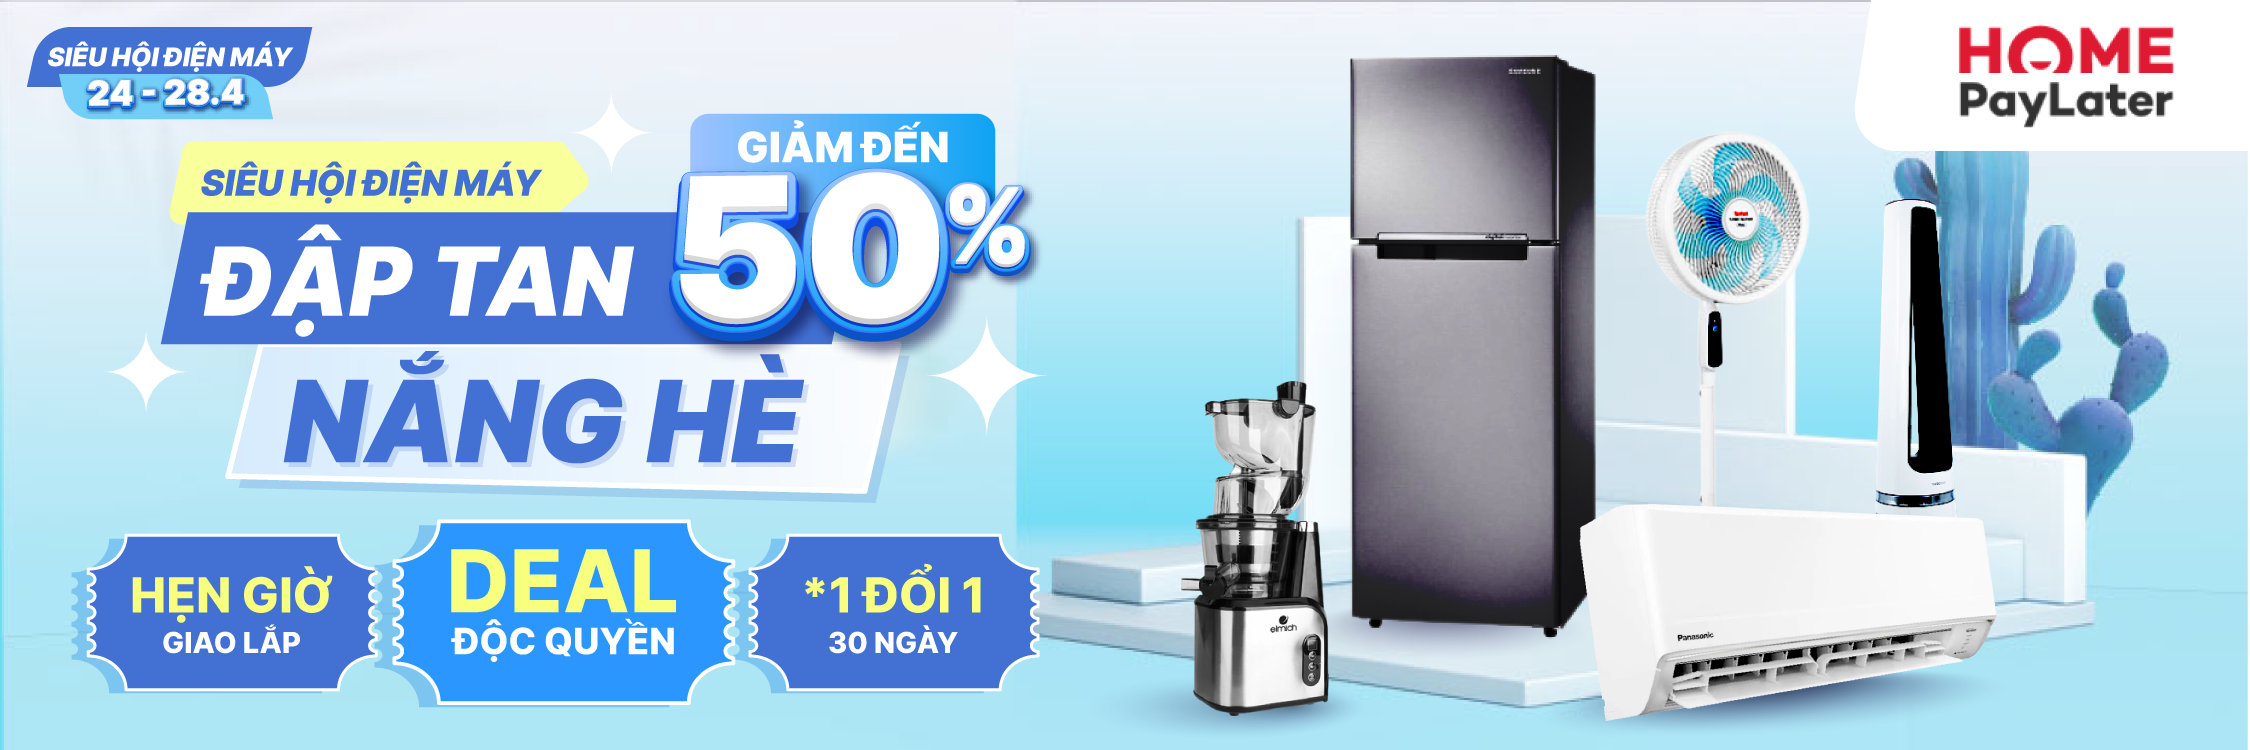 SIÊU HỘI ĐIỆN MÁY
24 - 28.4
HOME
PayLater
SIÊU HỘI ĐIỆN MÁY
GIẢM ĐẾN
50%
ĐẬP TAN
NẮNG HÈ
HẸN GIỜ
GIAO LẮP
DEAL
ĐỘC QUYỀN
*1 ĐỔI 1
30 NGÀY
elmich
SAMSUNG
Panasonic